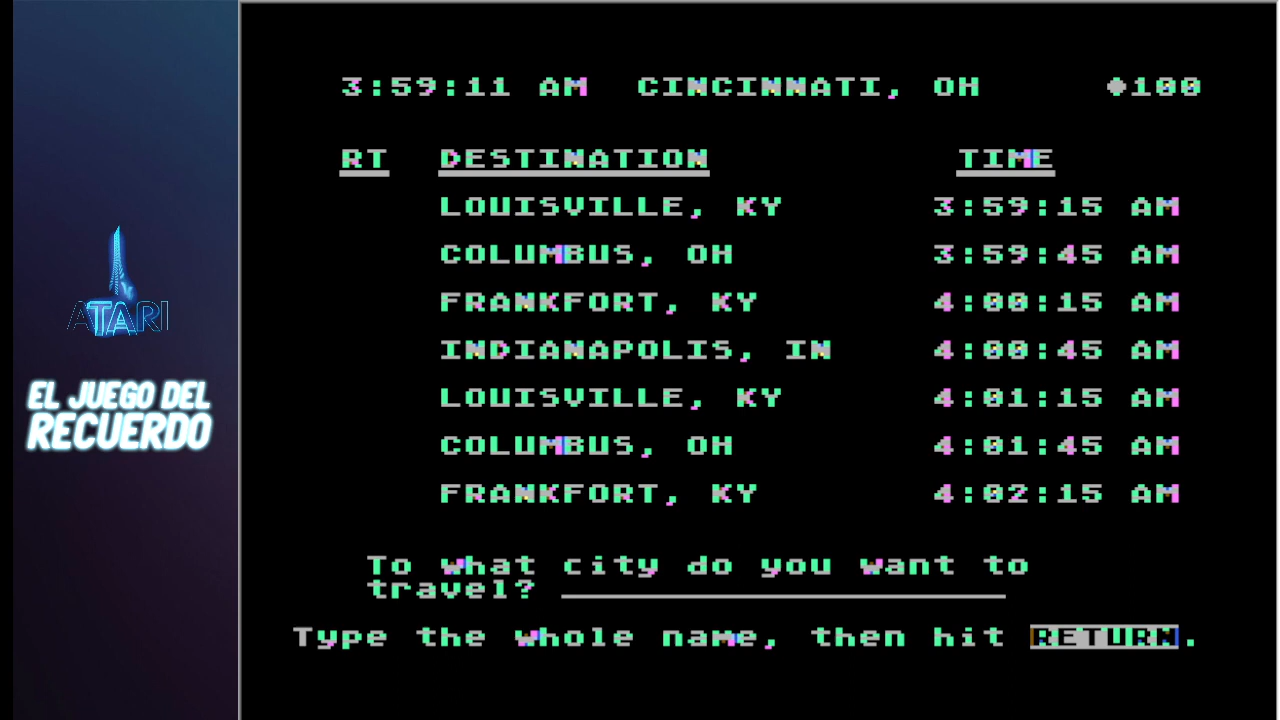 ATARI
EL JUEGO DEL
RECUERDO
3:59:11 AM CINCINNATI, OH ♦100
RT DESTINATION TIME
LOUISVILLE, KY 3:59:15 AM
COLUMBUS, OH 3:59:45 AM
FRANKFORT, KY 4:00:15 AM
INDIANAPOLIS, IN 4:00:45 AM
LOUISVILLE, KY 4:01:15 AM
COLUMBUS, OH 4:01:45 AM
FRANKFORT, KY 4:02:15 AM
To what city do you want to
travel?
Type the whole name, then hit RETURN.